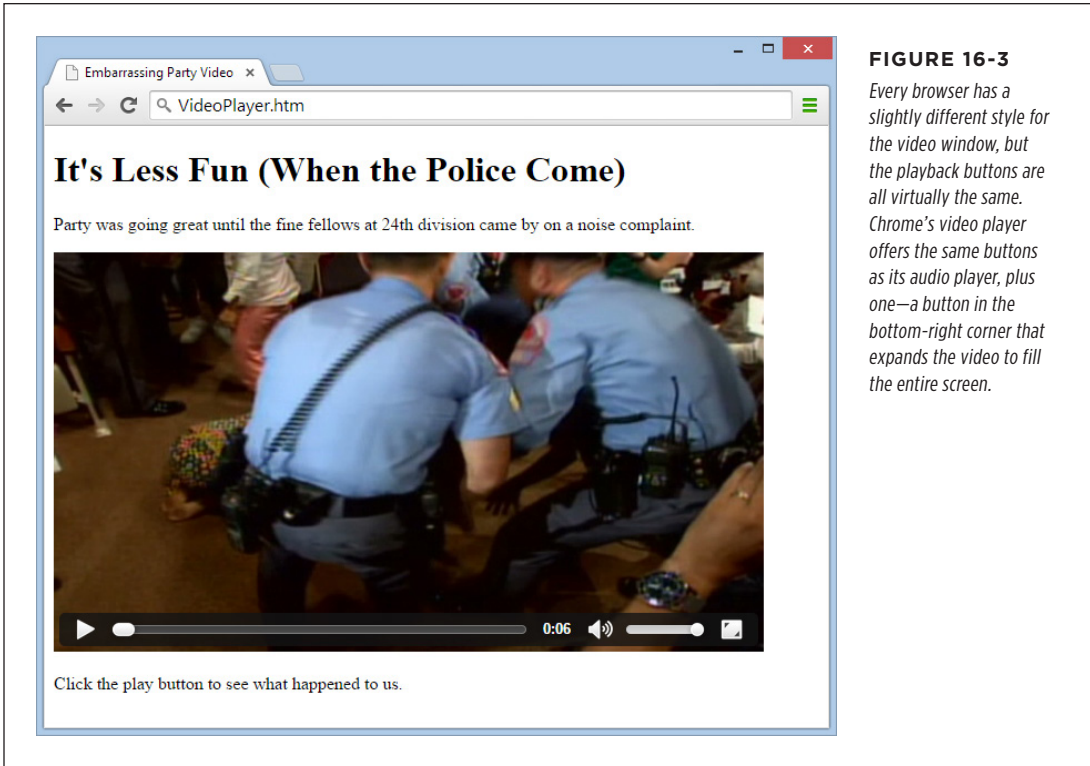 Embarrassing Party Video
VideoPlayer.htm
It's Less Fun (When the Police Come)
Party was going great until the fine fellows at 24th division came by on a noise complaint.
0:06
Click the play button to see what happened to us.
FIGURE 16-3
Every browser has a
slightly different style for
the video window, but
the playback buttons are
all virtually the same.
Chrome’s video player
offers the same buttons
as its audio player, plus
one—a button in the
bottom-right corner that
expands the video to fill
the entire screen.